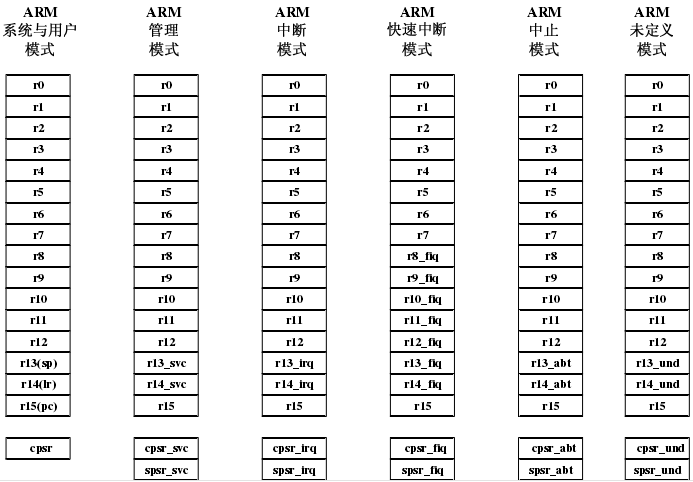 ARM ARM ARM ARM ARM ARM
系统与用户 管理 中断 快速中断 中止 未定义
模式 模式 模式 模式 模式 模式
r0 r0 r0 r0 r0 r0
r1 r1 r1 r1 r1 r1
r2 r2 r2 r2 r2 r2
r3 r3 r3 r3 r3 r3
r4 r4 r4 r4 r4 r4
r5 r5 r5 r5 r5 r5
r6 r6 r6 r6 r6 r6
r7 r7 r7 r7 r7 r7
r8 r8 r8 r8_fiq r8 r8
r9 r9 r9 r9_fiq r9 r9
r10 r10 r10 r10_fiq r10 r10
r11 r11 r11 r11_fiq r11 r11
r12 r12 r12 r12_fiq r12 r12
r13(sp) r13_svc r13_irq r13_fiq r13_abt r13_und
r14(lr) r14_svc r14_irq r14_fiq r14_abt r14_und
r15(pc) r15 r15 r15 r15 r15
cpsr cpsr_svc cpsr_irq cpsr_fiq cpsr_abt cpsr_und
spsr_svc spsr_irq spsr_fiq spsr_abt spsr_und